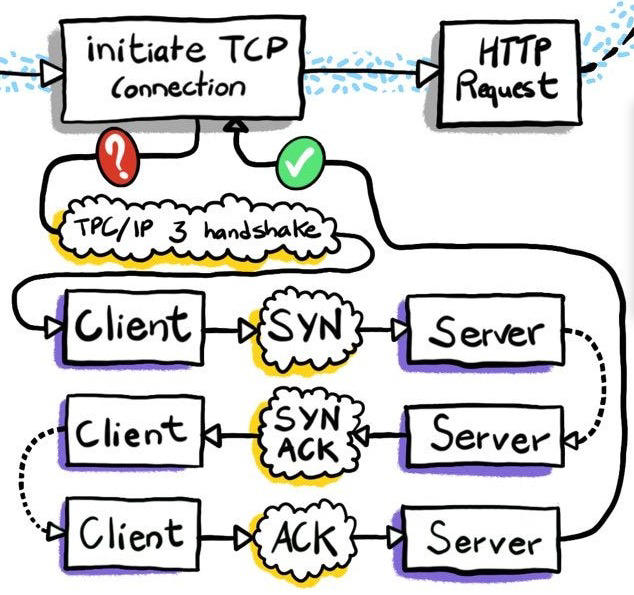 initiate TCP
Connection
HTTP
Request
?
TPC/IP 3 handshake
Client
SYN
Server
Client
SYN
ACK
Server
Client
ACK
Server